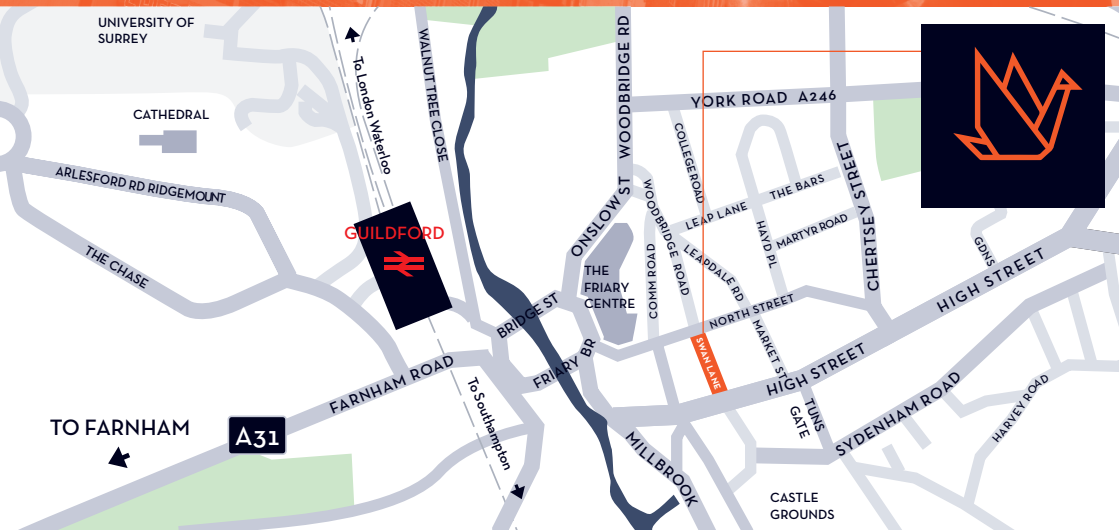 UNIVERSITY OF
SURREY
CATHEDRAL
To London Waterloo
WALNUT TREE CLOSE
WOODBRIDGE RD
YORK ROAD A246
ARLESFORD RD RIDGEMOUNT
THE CHASE
GUILDFORD
ONSLOW ST
COLLEGE ROAD
WOODBRIDGE ROAD
LEAP LANE
THE BARS
MARTYR ROAD
HAYD PL
CHERTSEY STREET
GDNS
HIGH STREET
THE
FRIARY
CENTRE
COMM ROAD
LEAPDALE RD
NORTH STREET
BRIDGE ST
FRIARY BR
SWAN LANE
MARKET ST
HIGH STREET
FARNHAM ROAD
To Southampton
TO FARNHAM
A31
TUNS
GATE
SYDENHAM ROAD
HARVEY ROAD
MILLBROOK
CASTLE
GROUNDS